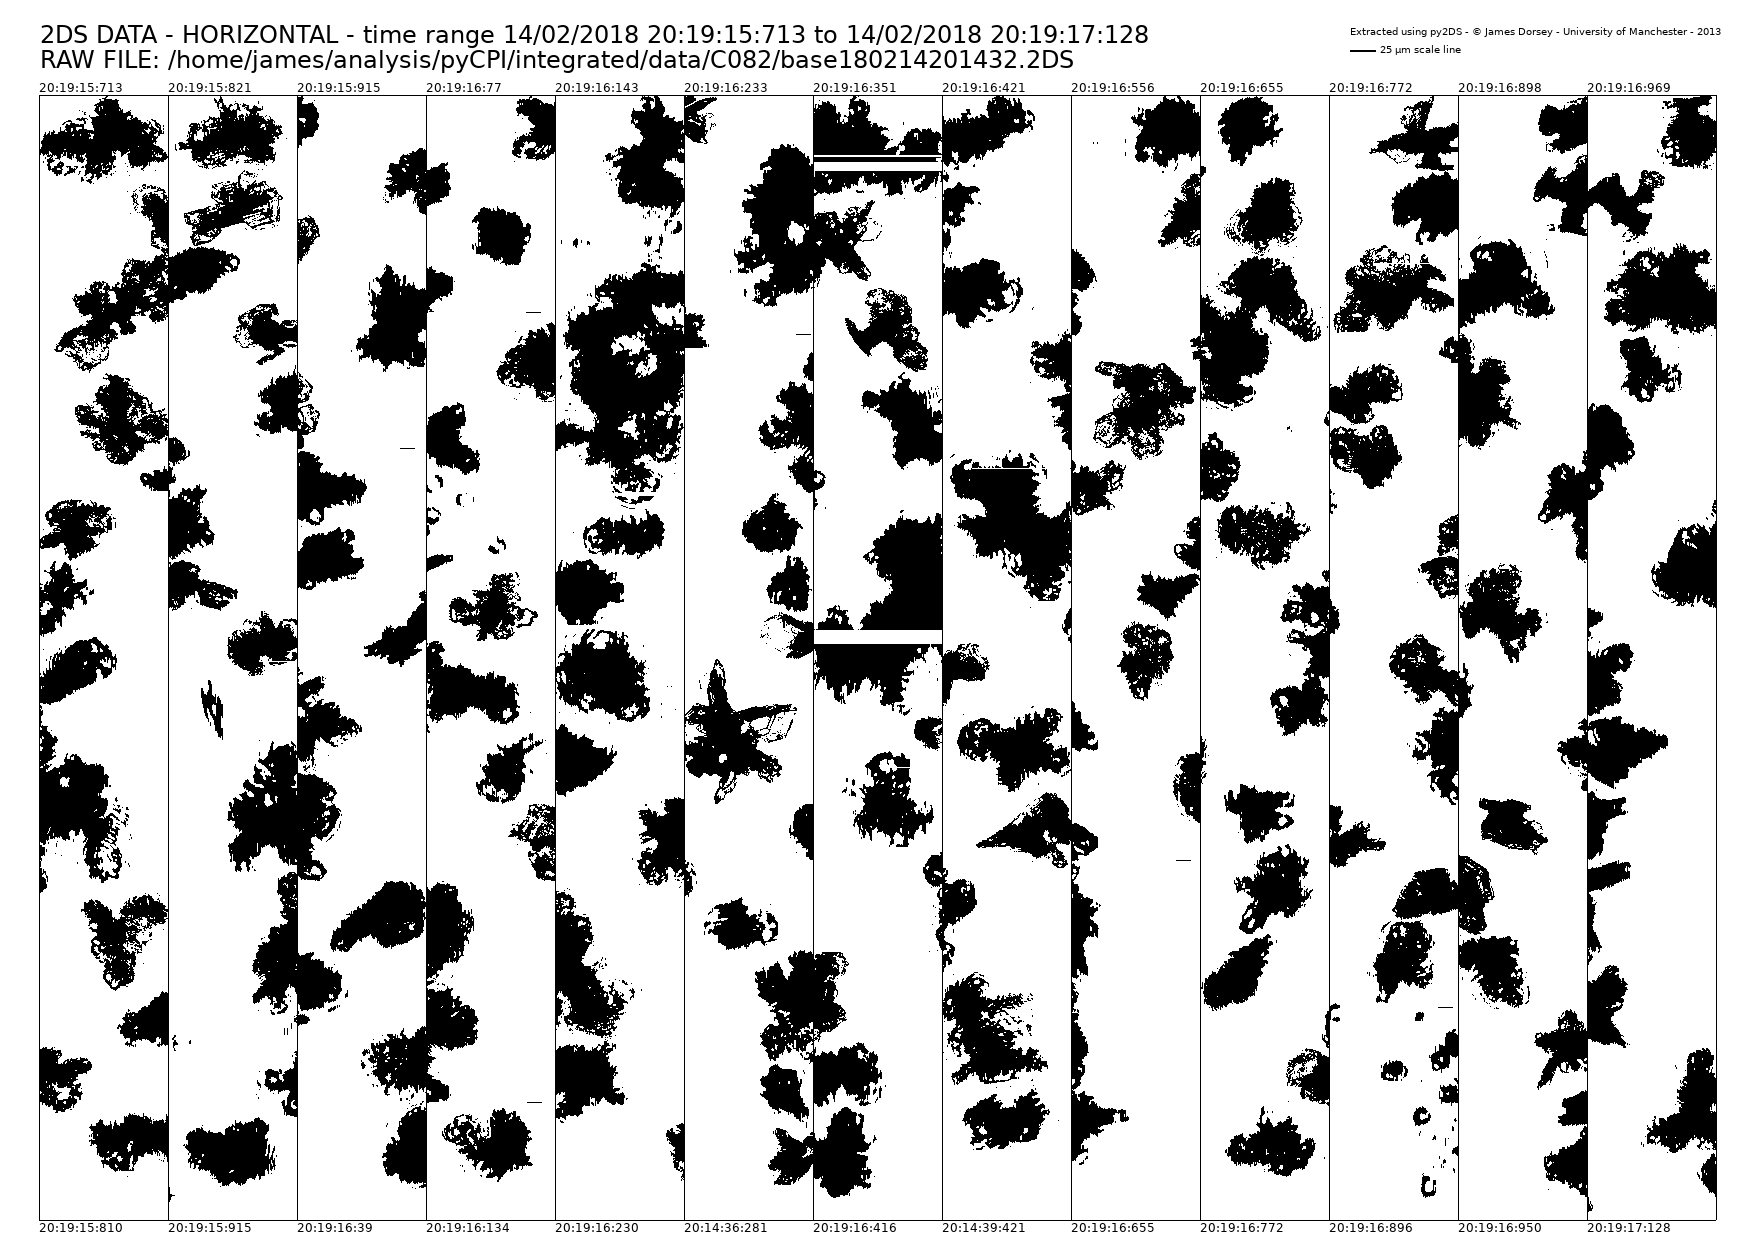 2DS DATA - HORIZONTAL - time range 14/02/2018 20:19:15:713 to 14/02/2018 20:19:17:128
RAW FILE: /home/james/analysis/pyCPI/integrated/data/C082/base180214201432.2DS
Extracted using py2DS - © James Dorsey - University of Manchester - 2013
25 µm scale line
20:19:15:713 20:19:15:821 20:19:15:915 20:19:16:77 20:19:16:143 20:14:36:233 20:19:16:351 20:19:16:421 20:19:16:556 20:19:16:655 20:19:16:772 20:19:16:898 20:19:16:969
20:19:15:810 20:19:15:915 20:19:16:39 20:19:16:134 20:19:16:230 20:14:36:281 20:19:16:416 20:14:39:421 20:19:16:655 20:19:16:772 20:19:16:896 20:19:16:950 20:19:17:128